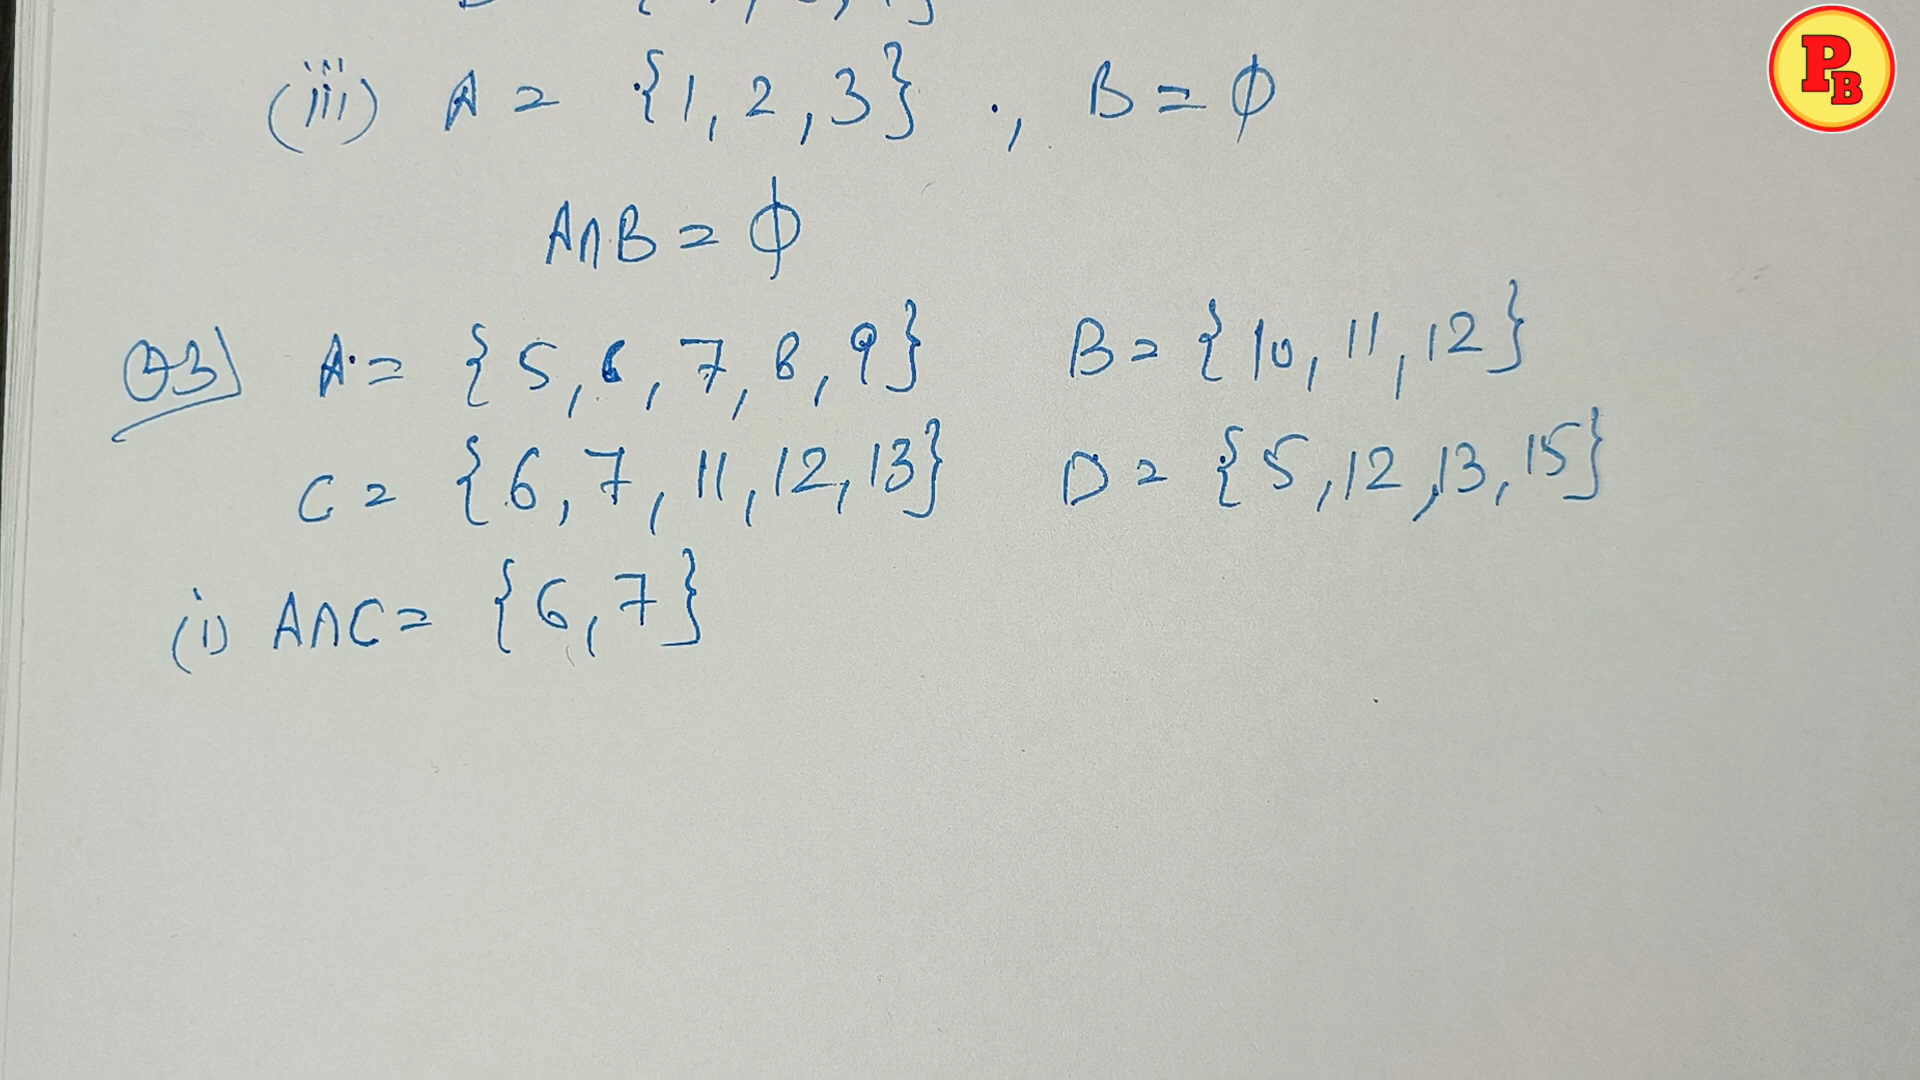 (iii) A = {1, 2, 3} , B = ϕ
A∩B = ϕ
Q3) A = {5, 6, 7, 8, 9} B = {10, 11, 12}
C = {6, 7, 11, 12, 13} D = {5, 12, 13, 15}
(i) A∩C = {6, 7}
PB